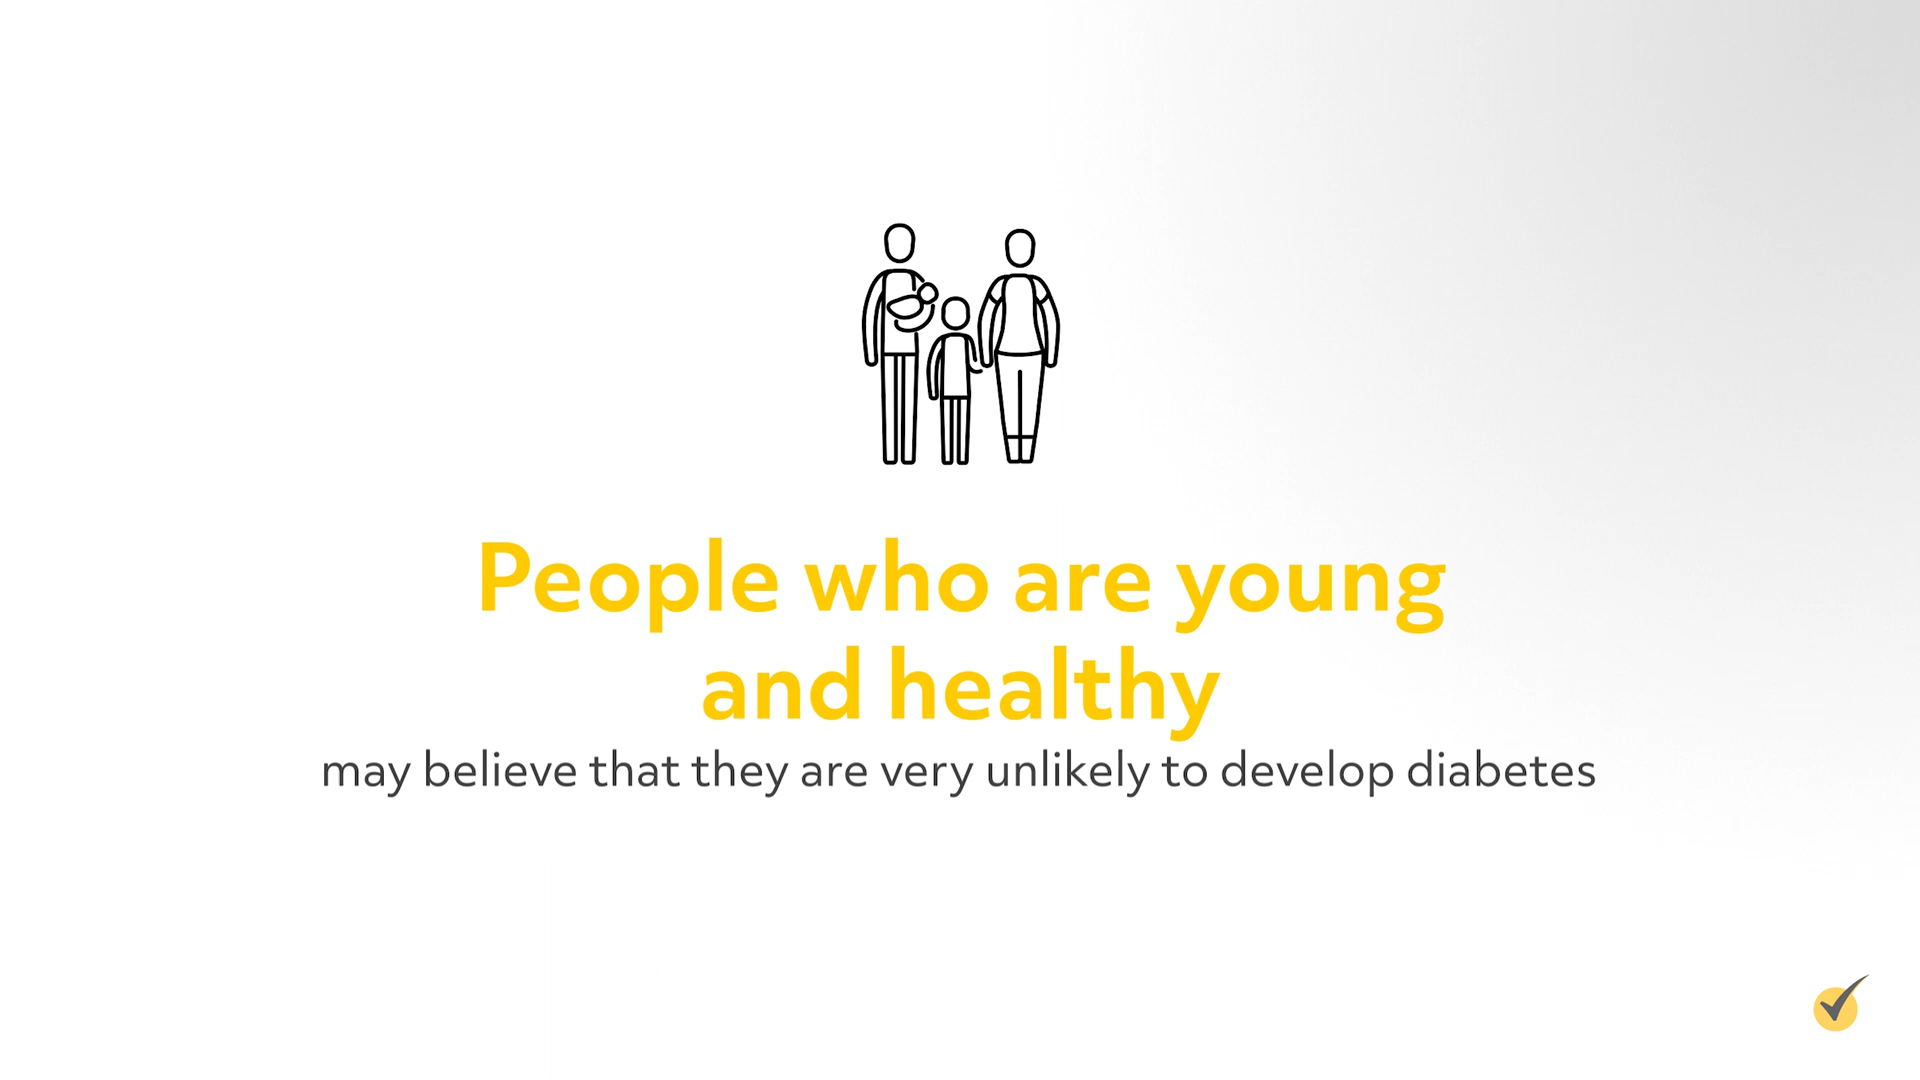 People who are young
and healthy
may believe that they are very unlikely to develop diabetes